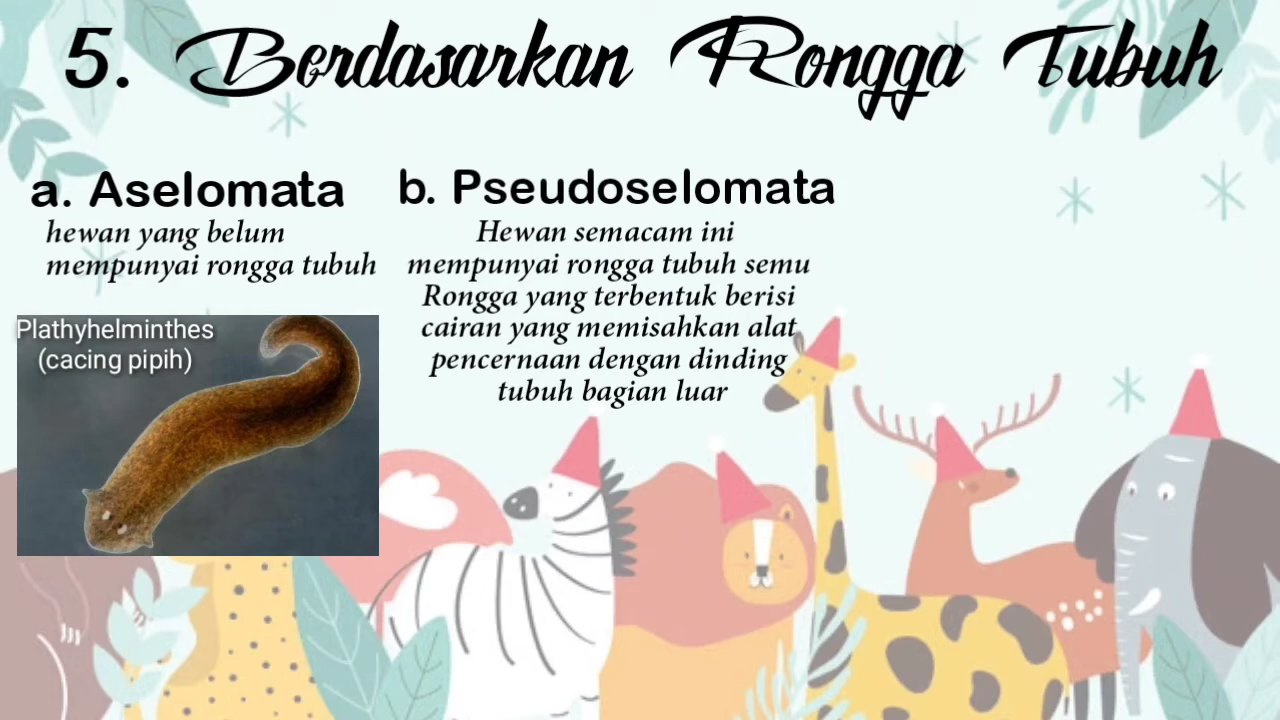 5. Berdasarkan Rongga Tubuh
a. Aselomata
hewan yang belum
mempunyai rongga tubuh
Plathyhelminthes
(cacing pipih)
b. Pseudoselomata
Hewan semacam ini
mempunyai rongga tubuh semu
Rongga yang terbentuk berisi
cairan yang memisahkan alat
pencernaan dengan dinding
tubuh bagian luar